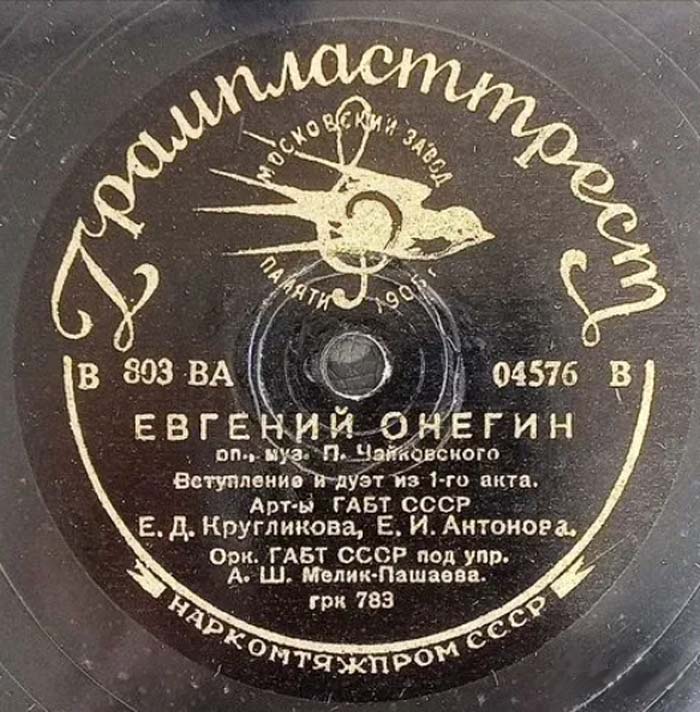 Грампласттрест
МОСКОВСКИЙ ЗАВОД
ПАМЯТИ 1905 г
В 803 ВА 04576 В
ЕВГЕНИЙ ОНЕГИН
оп., муз. П. Чайковского
Вступление и дуэт из 1-го акта.
Арт-ы ГАБТ СССР
Е. Д. Кругликова, Е. И. Антонова.
Орк. ГАБТ СССР под упр.
А. Ш. Мелик-Пашаева.
грк 783
НАРКОМТЯЖПРОМ СССР